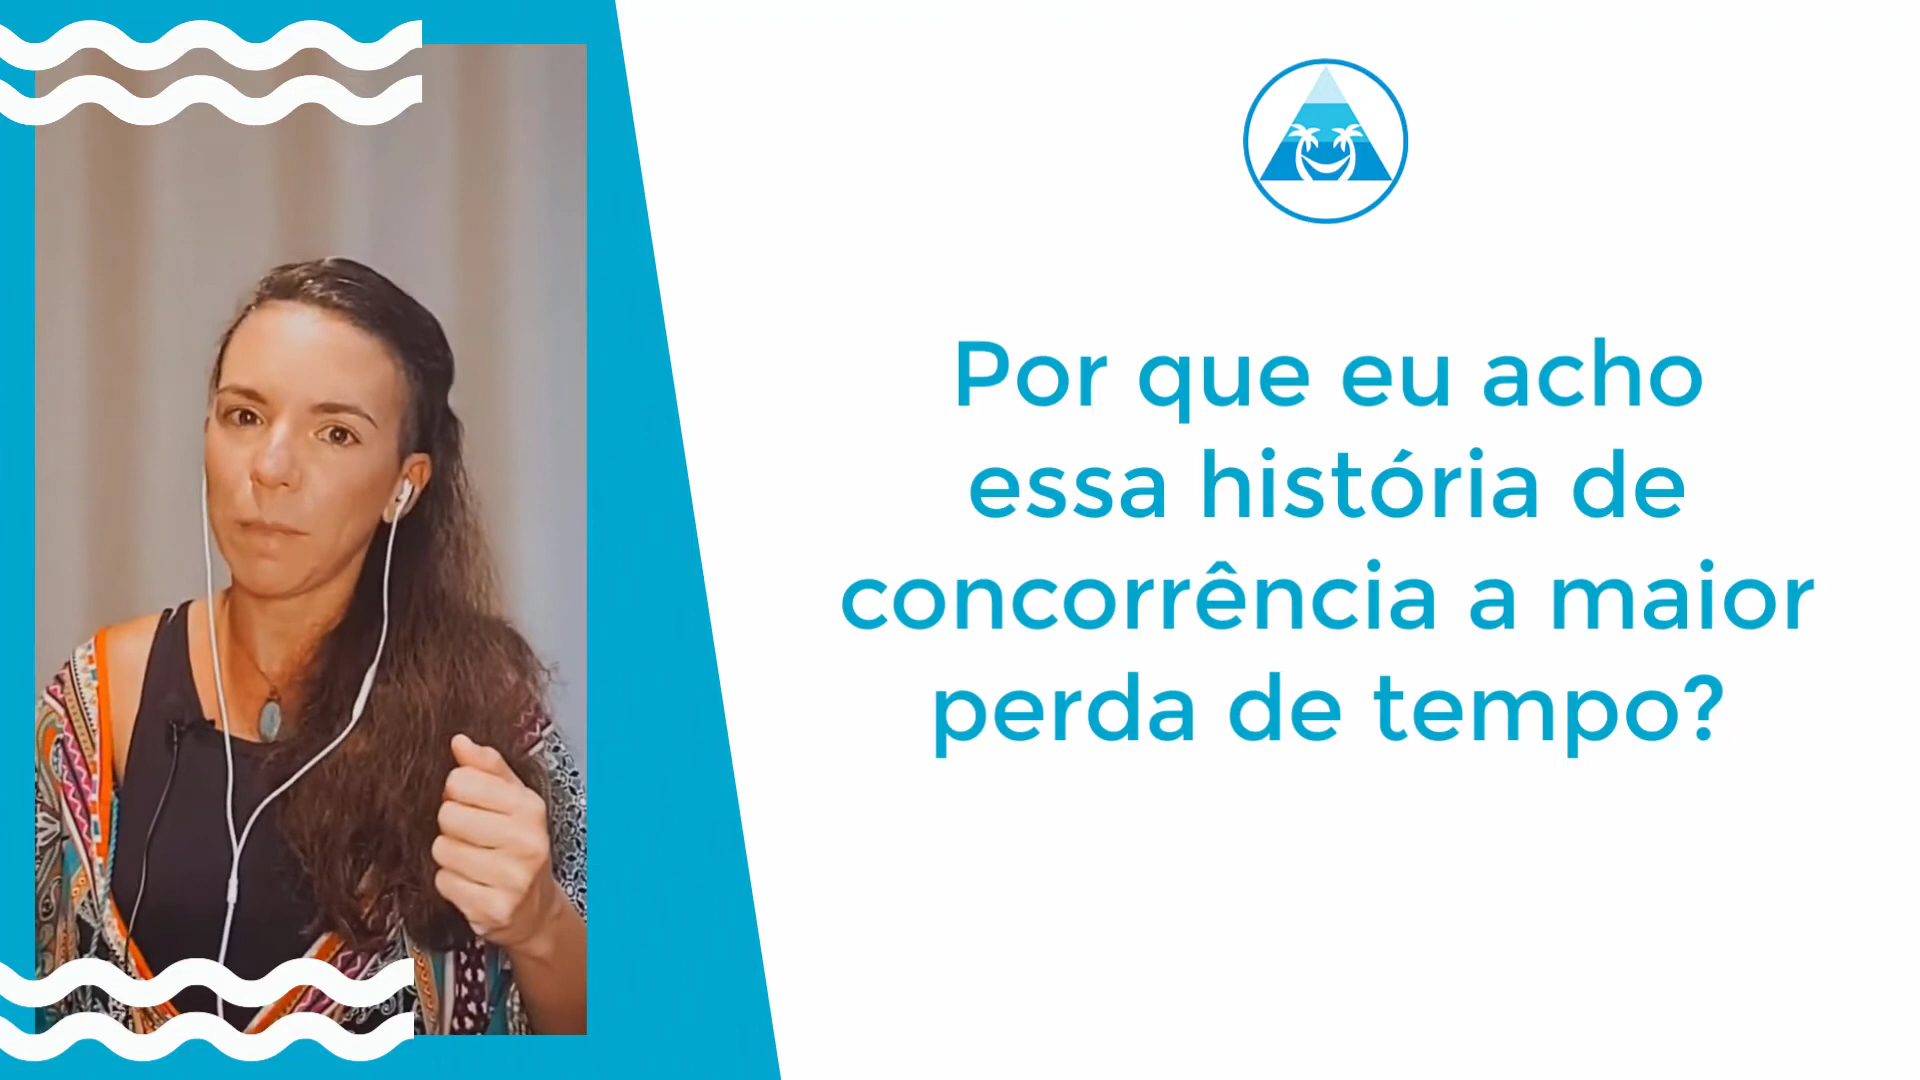 Por que eu acho
essa história de
concorrência a maior
perda de tempo?